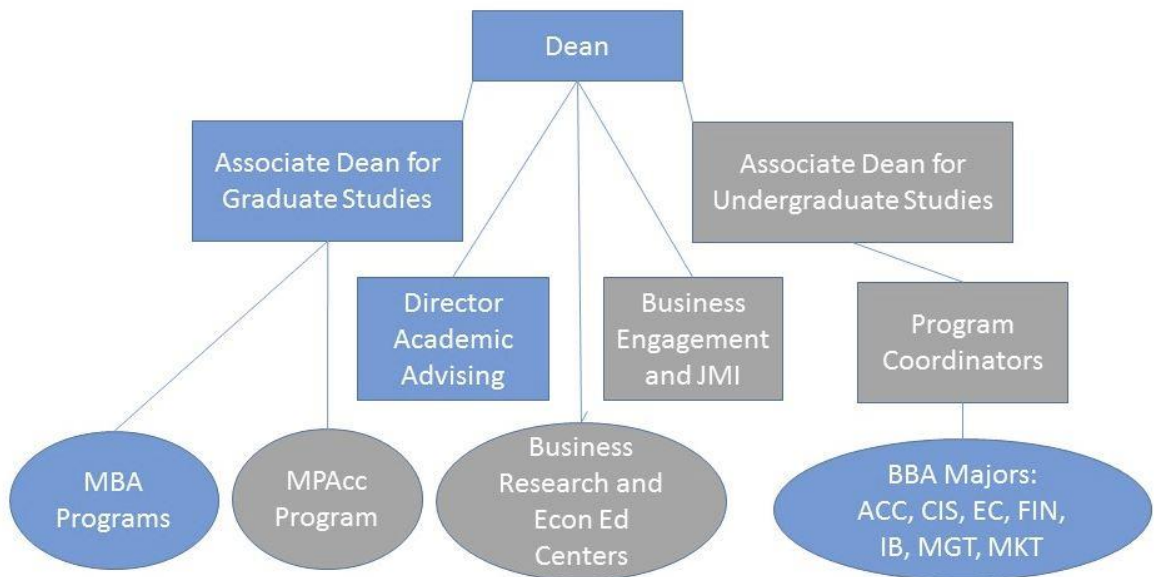 Dean
Associate Dean for
Graduate Studies
Associate Dean for
Undergraduate Studies
Director
Academic
Advising
Business
Engagement
and JMI
Program
Coordinators
MBA
Programs
MPAcc
Program
Business
Research and
Econ Ed
Centers
BBA Majors:
ACC, CIS, EC, FIN,
IB, MGT, MKT